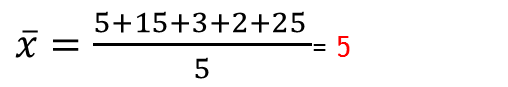 x̄ = (5+15+3+2+25)/5 = 5